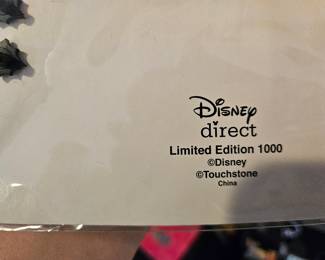 Disney
direct
Limited Edition 1000
©Disney
©Touchstone
China